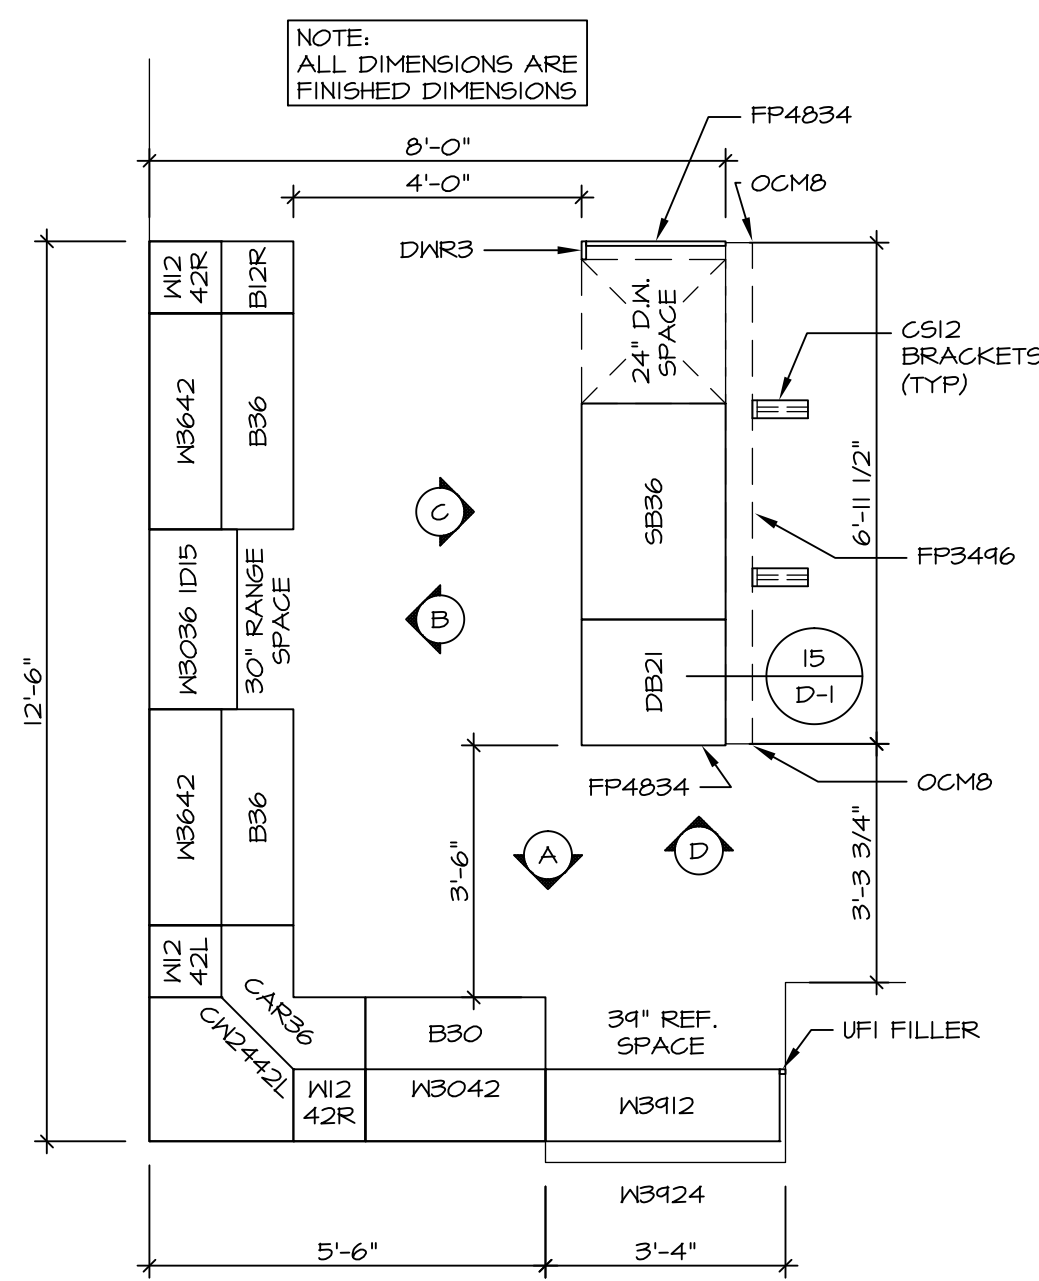 NOTE:
ALL DIMENSIONS ARE
FINISHED DIMENSIONS
FP4834
8'-0"
4'-0"
OCM8
DWR3
W12
42R
B12R
24" D.W.
SPACE
CS12
BRACKETS
(TYP)
W3642
B36
C
SB36
6'-11 1/2"
FP3496
W3036 1D15
30" RANGE
SPACE
B
12'-6"
DB21
15
D-1
FP4834
OCM8
W3642
B36
3'-6"
A
D
3'-3 3/4"
W12
42L
CAR36
CW2442L
B30
39" REF.
SPACE
UF1 FILLER
W12
42R
W3042
W3912
W3924
5'-6"
3'-4"